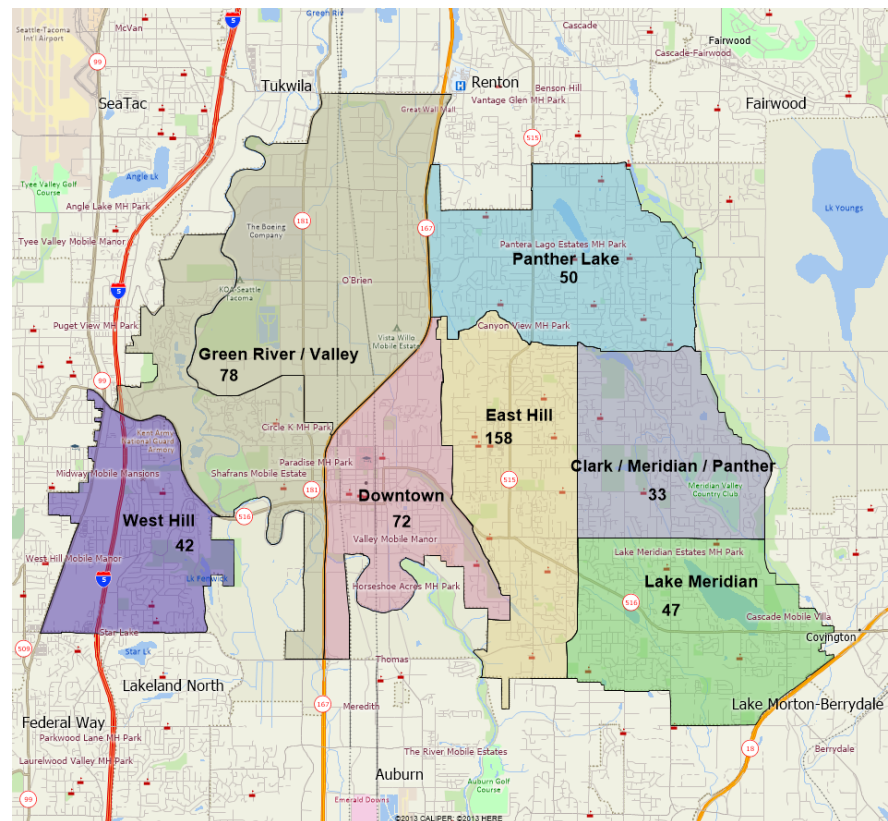 Seattle-Tacoma
Int'l Airport
McVan
5
Green Riv
Cascade
Fairwood
99
Cascade-Fairwood
Tukwila
Renton
H
SeaTac
Great Wall Mall
Benson Hill
Vantage Glen MH Park
Fairwood
515
Tyee Valley Golf
Course
Angle Lk
Angle Lake MH Park
Tyee Valley Mobile Manor
181
The Boeing
Company
167
Lk Youngs
Pantera Lago Estates MH Park
Panther Lake
50
KOA-Seattle
Tacoma
O'Brien
5
Puget View MH Park
Vista Willo
Mobile Estate
Canyon View MH Park
Green River / Valley
78
99
East Hill
158
Circle K MH Park
Kent Army
National Guard
Armory
Paradise MH Park
Midway Mobile Mansions
Shafrans Mobile Estate
Clark / Meridian / Panther
33
515
Meridian Valley
Country Club
181
Downtown
72
516
West Hill
42
Valley Mobile Manor
West Hill Mobile Manor
Lake Meridian Estates MH Park
5
Lk Fenwick
Horseshoe Acres MH Park
Lake Meridian
47
516
Cascade Mobile Villa
Star Lake
Covington
509
Star Lk
Thomas
Lakeland North
167
Meredith
Lake Morton-Berrydale
Federal Way
Parkwood Lane MH Park
Laurelwood Valley MH Park
The River Mobile Estates
18
Berrydale
Auburn
Auburn Golf
Course
99
Emerald Downs
©2013 CALIPER; ©2013 HERE